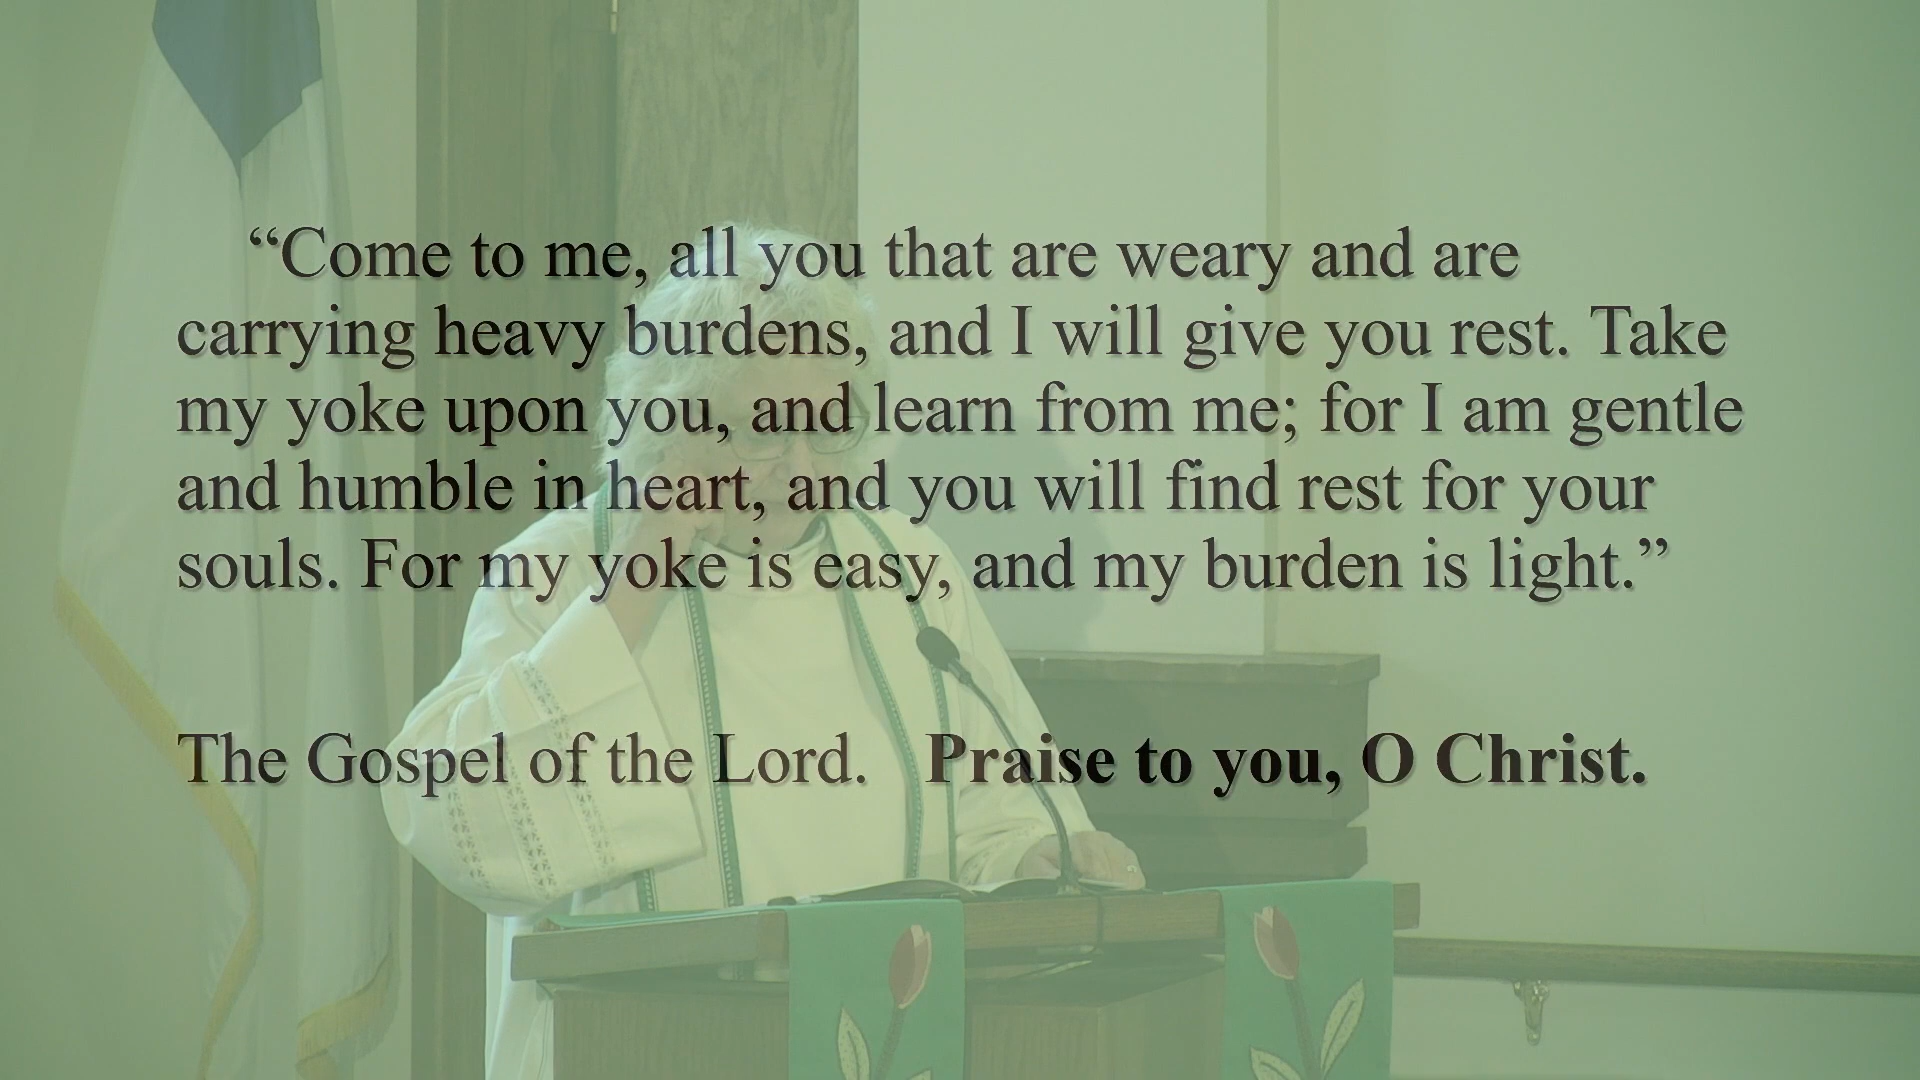 “Come to me, all you that are weary and are
carrying heavy burdens, and I will give you rest. Take
my yoke upon you, and learn from me; for I am gentle
and humble in heart, and you will find rest for your
souls. For my yoke is easy, and my burden is light.”
The Gospel of the Lord. Praise to you, O Christ.